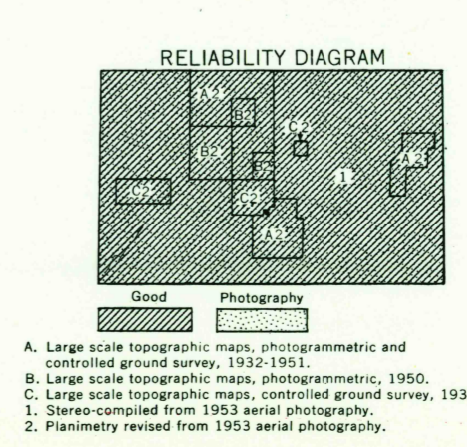 RELIABILITY DIAGRAM
A2
B2
C2
B2
A2
B2
1
C2
C2
A2
Good Photography
A. Large scale topographic maps, photogrammetric and
controlled ground survey, 1932-1951.
B. Large scale topographic maps, photogrammetric, 1950.
C. Large scale topographic maps, controlled ground survey, 193
1. Stereo-compiled from 1953 aerial photography.
2. Planimetry revised from 1953 aerial photography.